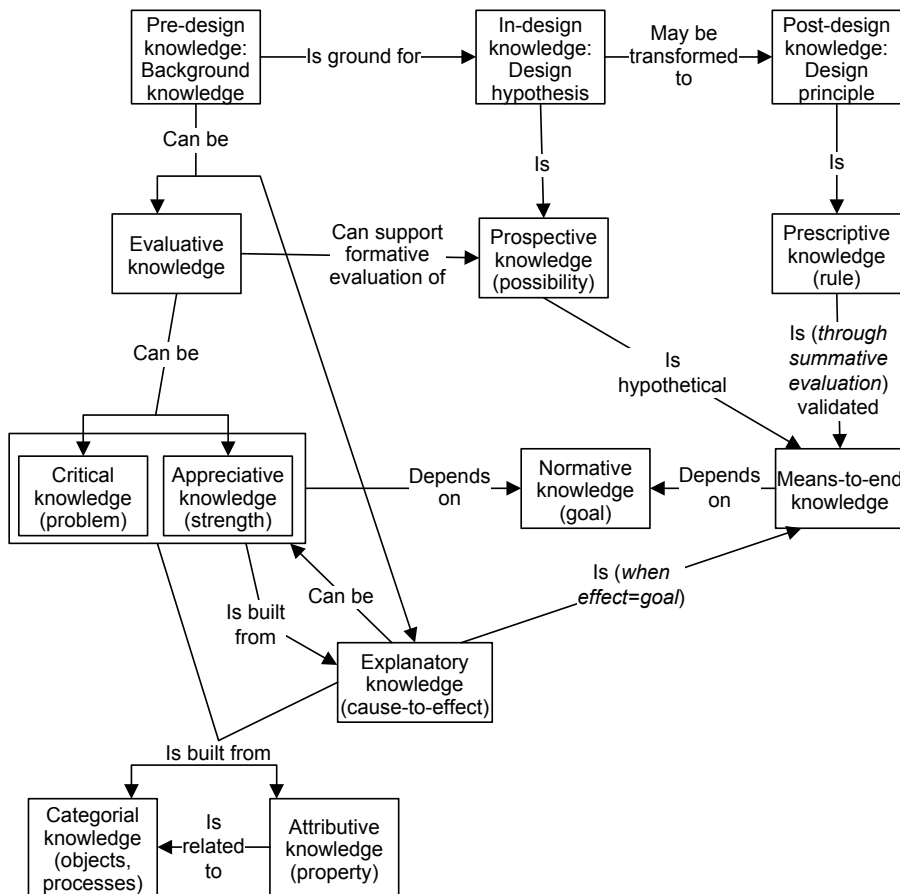 Pre-design
knowledge:
Background
knowledge
Is ground for
In-design
knowledge:
Design
hypothesis
May be
transformed
to
Post-design
knowledge:
Design
principle
Can be
Is
Is
Evaluative
knowledge
Can support
formative
evaluation of
Prospective
knowledge
(possibility)
Prescriptive
knowledge
(rule)
Can be
Is
hypothetical
Is (through
summative
evaluation)
validated
Critical
knowledge
(problem)
Appreciative
knowledge
(strength)
Depends
on
Normative
knowledge
(goal)
Depends
on
Means-to-end
knowledge
Is built
from
Can be
Is (when
effect=goal)
Explanatory
knowledge
(cause-to-effect)
Is built from
Categorial
knowledge
(objects,
processes)
Is
related
to
Attributive
knowledge
(property)